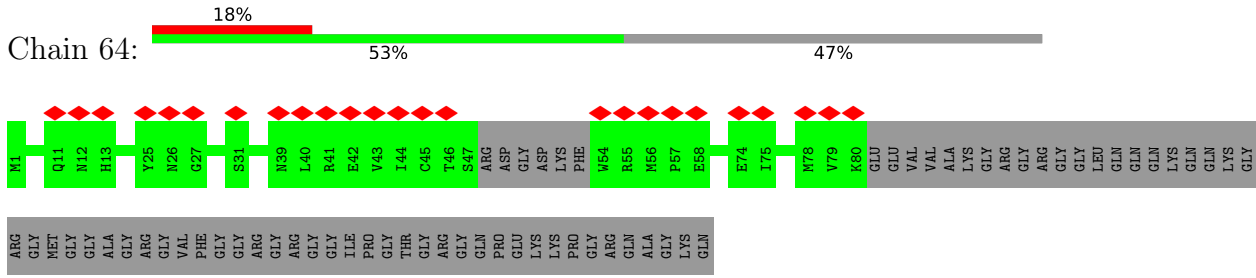 18%
Chain 64:
53% 47%
M1 Q11 N12 H13 Y25 N26 G27 S31 N39 L40 R41 E42 V43 I44 C45 T46 S47 ARG ASP GLY ASP LYS PHE W54 R55 M56 P57 E58 E74 I75 M78 V79 K80 GLU GLU VAL VAL ALA LYS GLY ARG GLY ARG GLY GLY LEU GLN GLN GLN LYS GLN GLN LYS GLY
ARG GLY MET GLY GLY ALA GLY ARG GLY VAL PHE GLY GLY ARG GLY ARG GLY GLY ILE PRO GLY THR GLY ARG GLY GLN PRO GLU LYS LYS PRO GLY ARG GLN ALA GLY LYS GLN